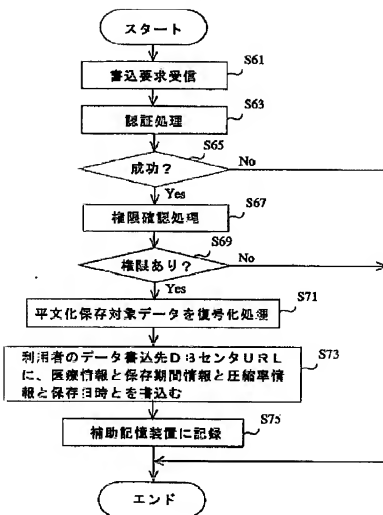 スタート
S61
書込要求受信
S63
認証処理
S65
成功?
No
Yes
S67
権限確認処理
S69
権限あり?
No
Yes
S71
平文化保存対象データを復号化処理
S73
利用者のデータ書込先DBセンタURL
に、医療情報と保存期間情報と圧縮率情
報と保存日時とを書込む
S75
補助記憶装置に記録
エンド